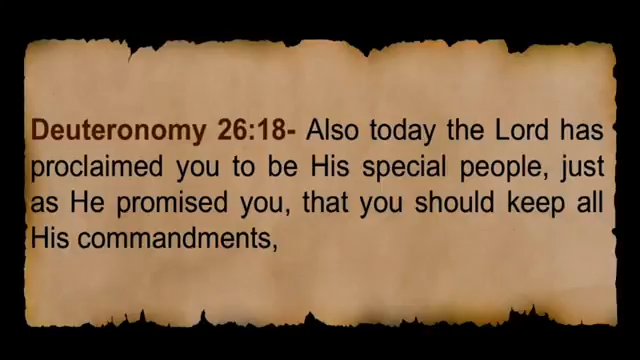 Deuteronomy 26:18- Also today the Lord has
proclaimed you to be His special people, just
as He promised you, that you should keep all
His commandments,